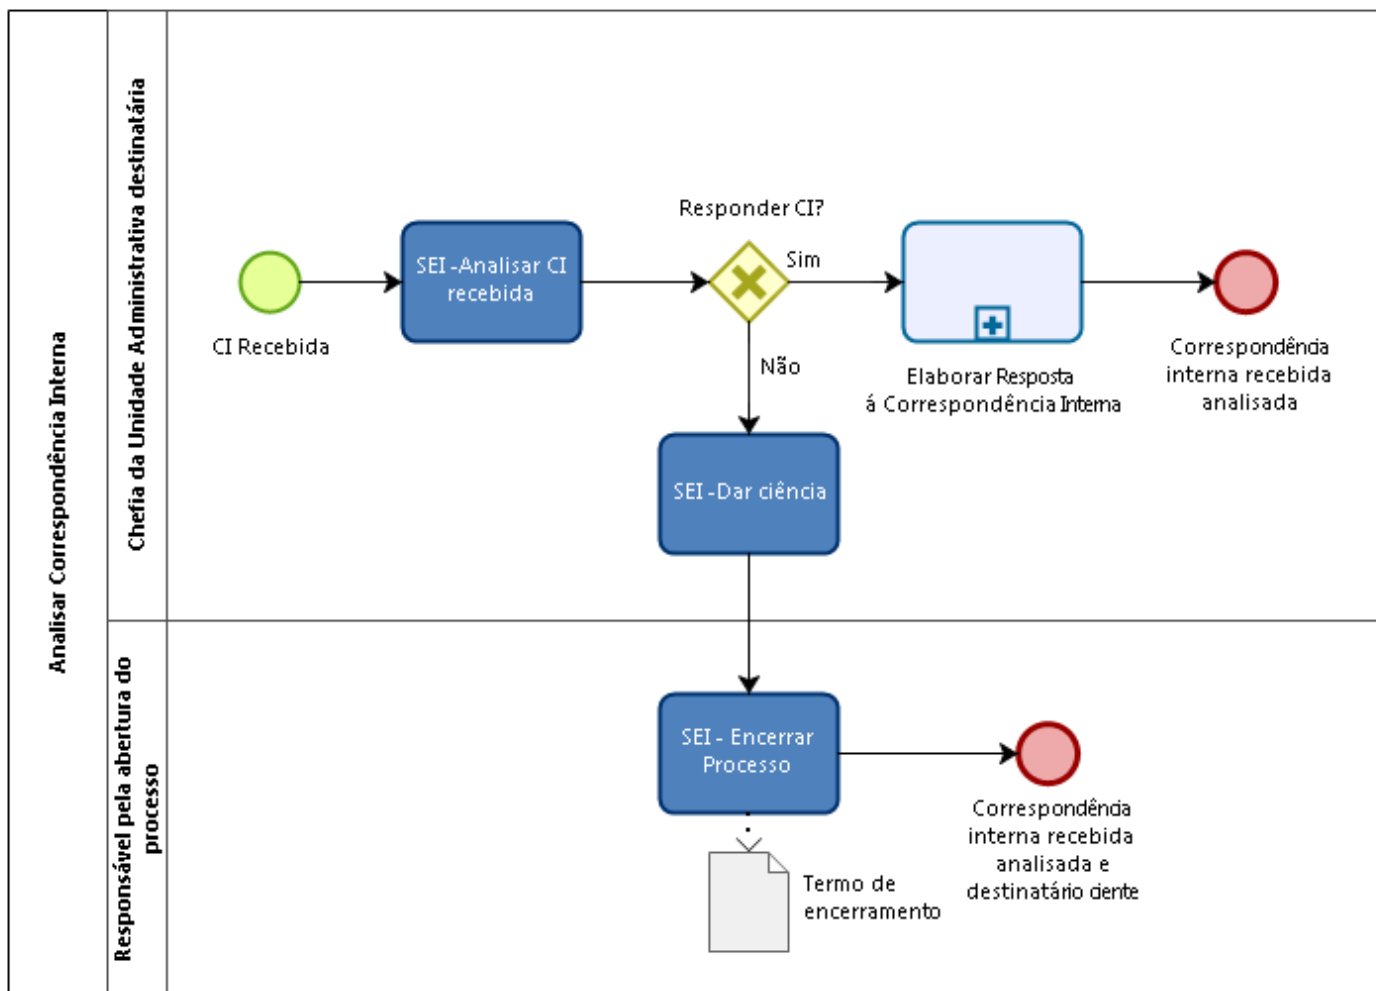 Analisar Correspondência Interna
Chefia da Unidade Administrativa destinatária
CI Recebida
SEI -Analisar CI
recebida
Responder CI?
Sim
Não
Elaborar Resposta
á Correspondência Interna
Correspondência
interna recebida
analisada
SEI -Dar ciência
Responsável pela abertura do
processo
SEI - Encerrar
Processo
Termo de
encerramento
Correspondência
interna recebida
analisada e
destinatário ciente